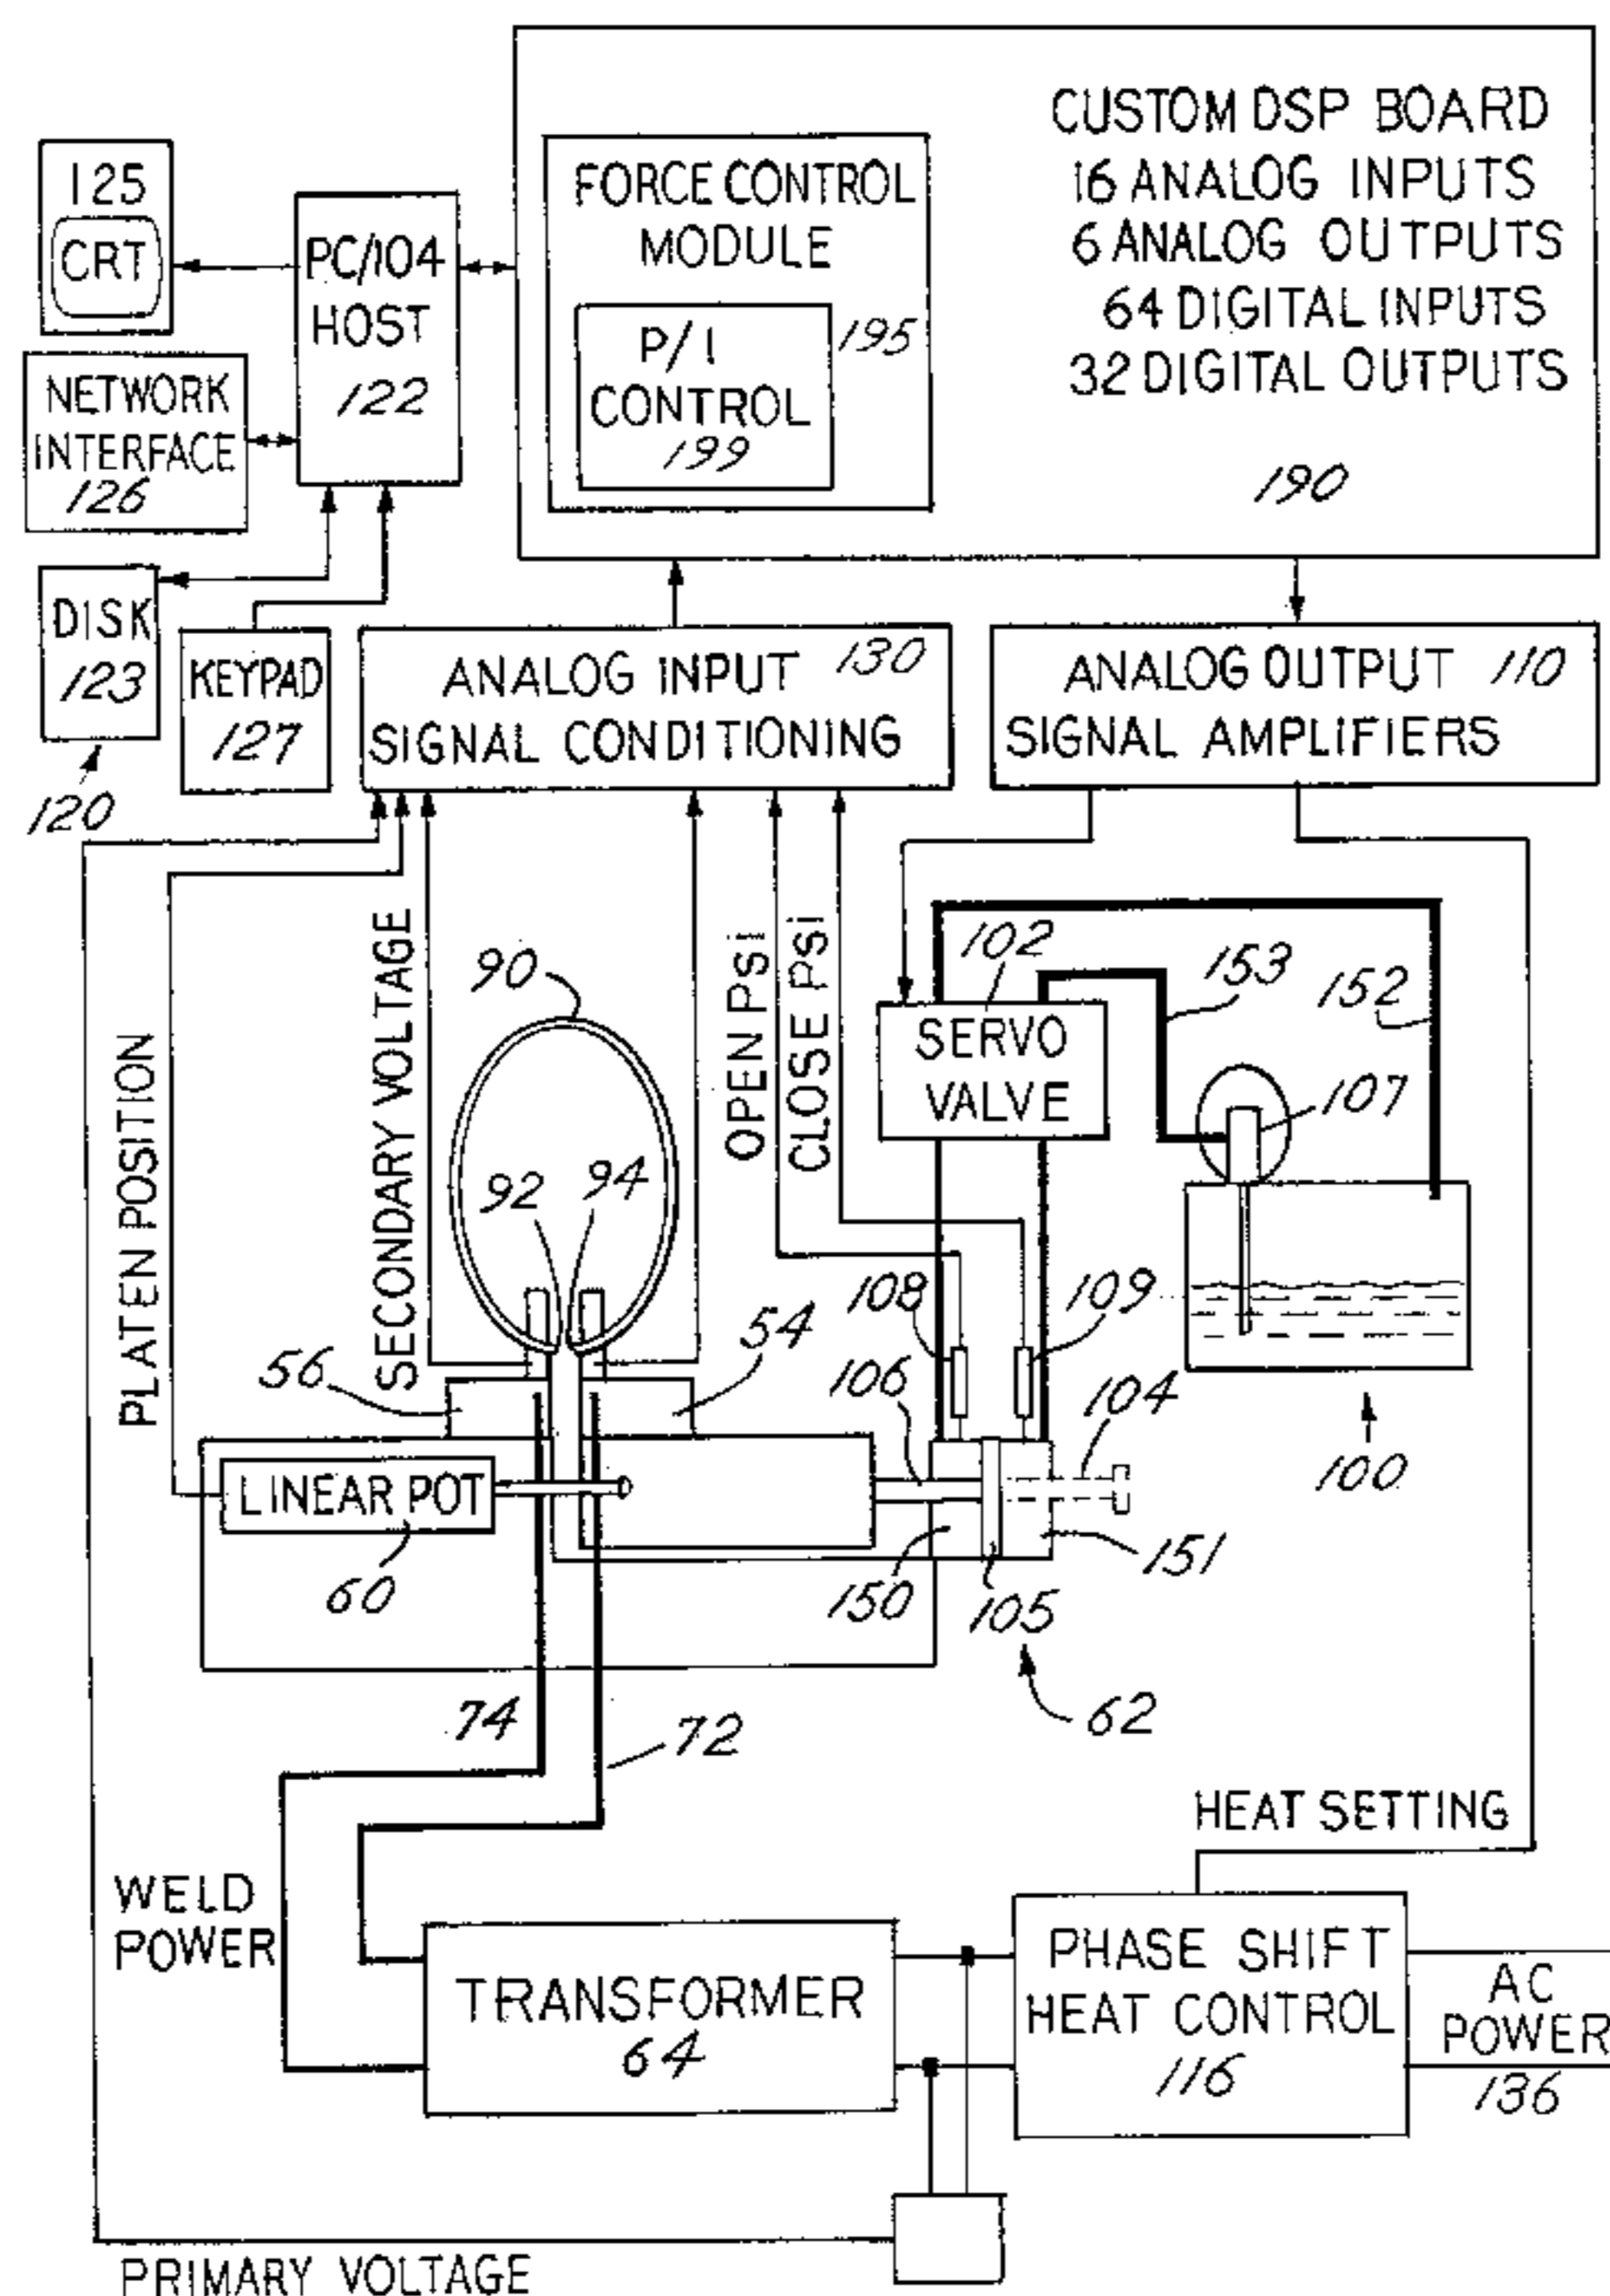 CUSTOM DSP BOARD
16 ANALOG INPUTS
6 ANALOG OUTPUTS
64 DIGITAL INPUTS
32 DIGITAL OUTPUTS
190
FORCE CONTROL
MODULE
195
P/I
CONTROL
199
125
CRT
PC/104
HOST
122
NETWORK
INTERFACE
126
DISK
123
120
KEYPAD
127
ANALOG INPUT 130
SIGNAL CONDITIONING
ANALOG OUTPUT 110
SIGNAL AMPLIFIERS
PLATEN POSITION
SECONDARY VOLTAGE
OPEN PSi
CLOSE PSi
90
92
94
102
SERVO
VALVE
153
152
107
108
109
54
56
106
104
100
LINEAR POT
60
150
105
151
62
74
72
HEAT SETTING
WELD
POWER
TRANSFORMER
64
PHASE SHIFT
HEAT CONTROL
116
AC
POWER
136
PRIMARY VOLTAGE